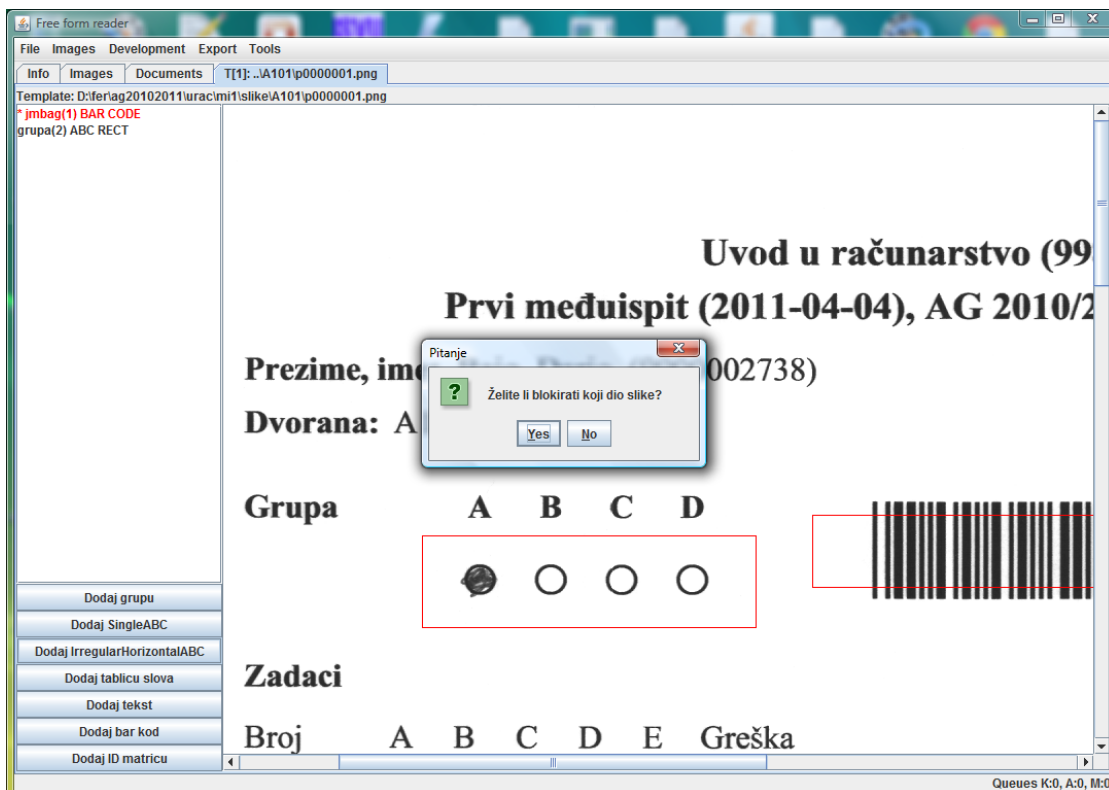 Free form reader
File Images Development Export Tools
Info Images Documents T[1]: ..\A101\p0000001.png
Template: D:\fer\ag20102011\urac\mi1\slike\A101\p0000001.png
* jmbag(1) BAR CODE
grupa(2) ABC RECT
Uvod u računarstvo (99
Prvi međuispit (2011-04-04), AG 2010/2
Prezime, ime 002738)
Dvorana: A
Pitanje
Želite li blokirati koji dio slike?
Yes No
Grupa A B C D
Zadaci
Broj A B C D E Greška
Dodaj grupu
Dodaj SingleABC
Dodaj IrregularHorizontalABC
Dodaj tablicu slova
Dodaj tekst
Dodaj bar kod
Dodaj ID matricu
Queues K:0, A:0, M:0